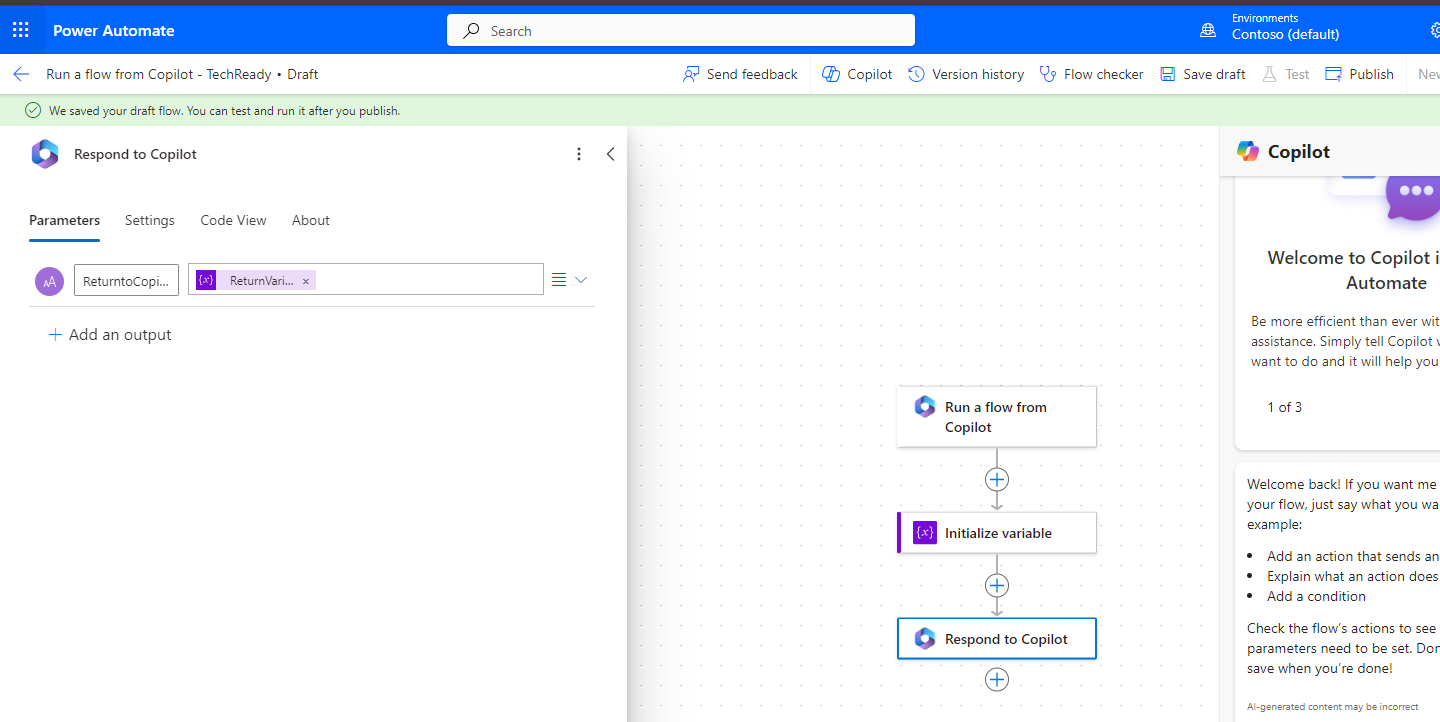 Power Automate
Search
Environments
Contoso (default)
Run a flow from Copilot - TechReady • Draft
Send feedback
Copilot
Version history
Flow checker
Save draft
Test
Publish
New
We saved your draft flow. You can test and run it after you publish.
Respond to Copilot
Parameters
Settings
Code View
About
AA
ReturntoCopi...
{x}
ReturnVari... ×
+ Add an output
Run a flow from
Copilot
{x}
Initialize variable
Respond to Copilot
Copilot
Welcome to Copilot i
Automate
Be more efficient than ever wit
assistance. Simply tell Copilot
want to do and it will help you
1 of 3
Welcome back! If you want me
your flow, just say what you wa
example:
• Add an action that sends an
• Explain what an action does
• Add a condition
Check the flow's actions to see
parameters need to be set. Don
save when you're done!
AI-generated content may be incorrect